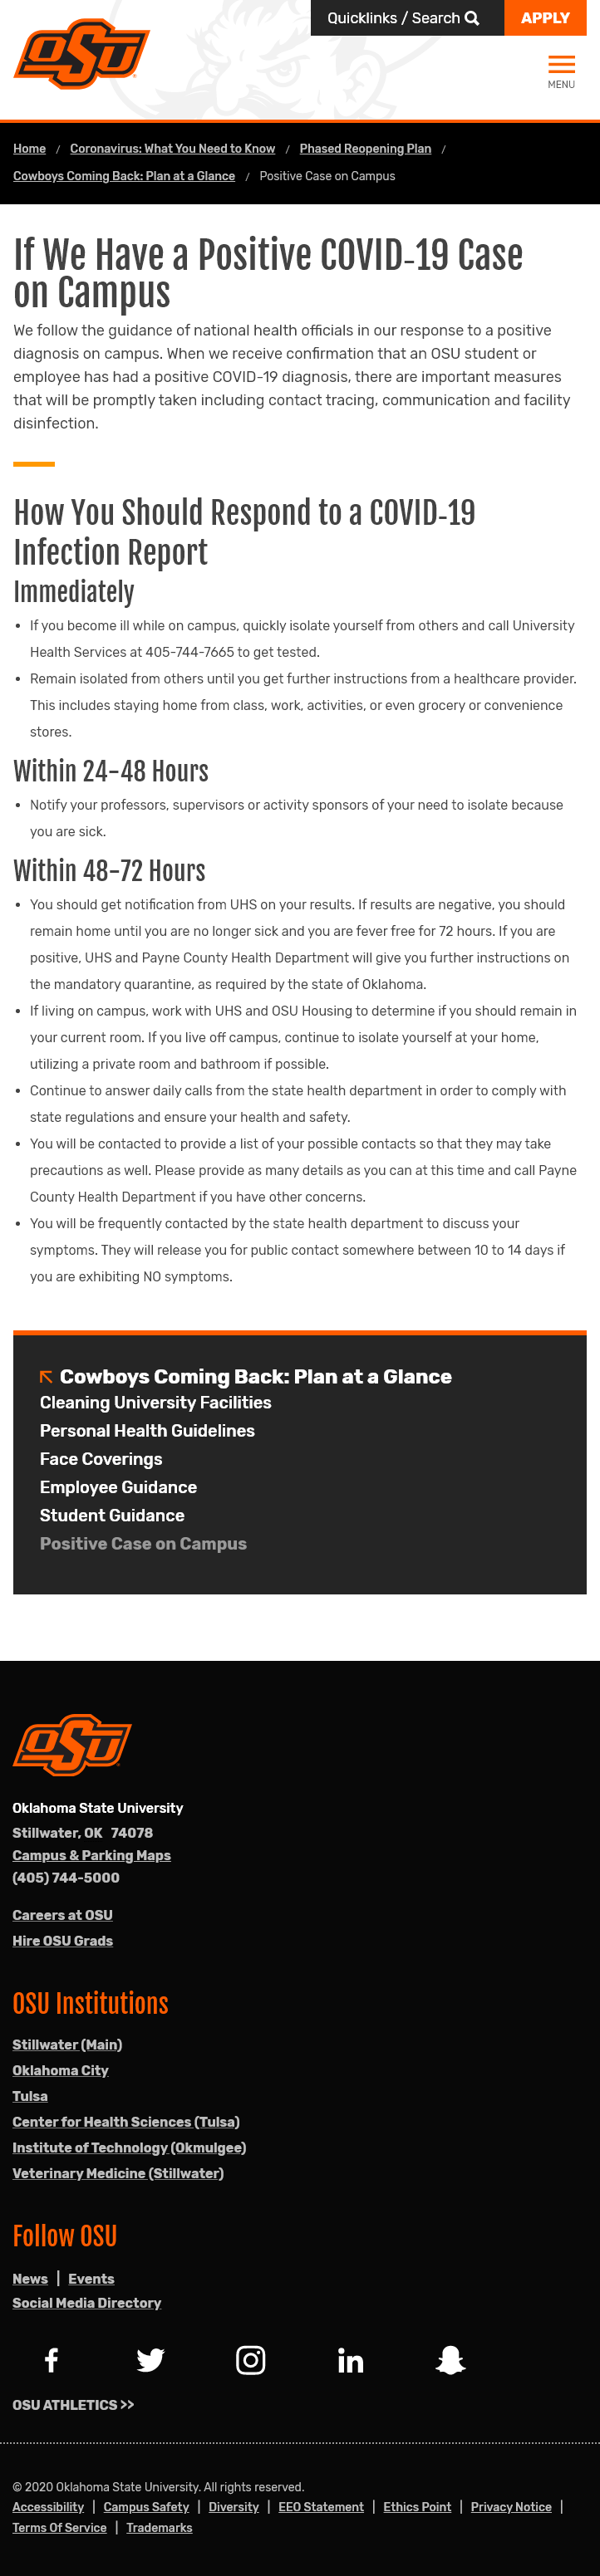 Quicklinks / Search
APPLY
OSU
MENU
Home / Coronavirus: What You Need to Know / Phased Reopening Plan /
Cowboys Coming Back: Plan at a Glance / Positive Case on Campus
If We Have a Positive COVID-19 Case
on Campus
We follow the guidance of national health officials in our response to a positive
diagnosis on campus. When we receive confirmation that an OSU student or
employee has had a positive COVID-19 diagnosis, there are important measures
that will be promptly taken including contact tracing, communication and facility
disinfection.
How You Should Respond to a COVID-19
Infection Report
Immediately
• If you become ill while on campus, quickly isolate yourself from others and call University
Health Services at 405-744-7665 to get tested.
• Remain isolated from others until you get further instructions from a healthcare provider.
This includes staying home from class, work, activities, or even grocery or convenience
stores.
Within 24-48 Hours
• Notify your professors, supervisors or activity sponsors of your need to isolate because
you are sick.
Within 48-72 Hours
• You should get notification from UHS on your results. If results are negative, you should
remain home until you are no longer sick and you are fever free for 72 hours. If you are
positive, UHS and Payne County Health Department will give you further instructions on
the mandatory quarantine, as required by the state of Oklahoma.
• If living on campus, work with UHS and OSU Housing to determine if you should remain in
your current room. If you live off campus, continue to isolate yourself at your home,
utilizing a private room and bathroom if possible.
• Continue to answer daily calls from the state health department in order to comply with
state regulations and ensure your health and safety.
• You will be contacted to provide a list of your possible contacts so that they may take
precautions as well. Please provide as many details as you can at this time and call Payne
County Health Department if you have other concerns.
• You will be frequently contacted by the state health department to discuss your
symptoms. They will release you for public contact somewhere between 10 to 14 days if
you are exhibiting NO symptoms.
Cowboys Coming Back: Plan at a Glance
Cleaning University Facilities
Personal Health Guidelines
Face Coverings
Employee Guidance
Student Guidance
Positive Case on Campus
OSU
Oklahoma State University
Stillwater, OK 74078
Campus & Parking Maps
(405) 744-5000
Careers at OSU
Hire OSU Grads
OSU Institutions
Stillwater (Main)
Oklahoma City
Tulsa
Center for Health Sciences (Tulsa)
Institute of Technology (Okmulgee)
Veterinary Medicine (Stillwater)
Follow OSU
News | Events
Social Media Directory
OSU ATHLETICS >>
© 2020 Oklahoma State University. All rights reserved.
Accessibility | Campus Safety | Diversity | EEO Statement | Ethics Point | Privacy Notice |
Terms Of Service | Trademarks